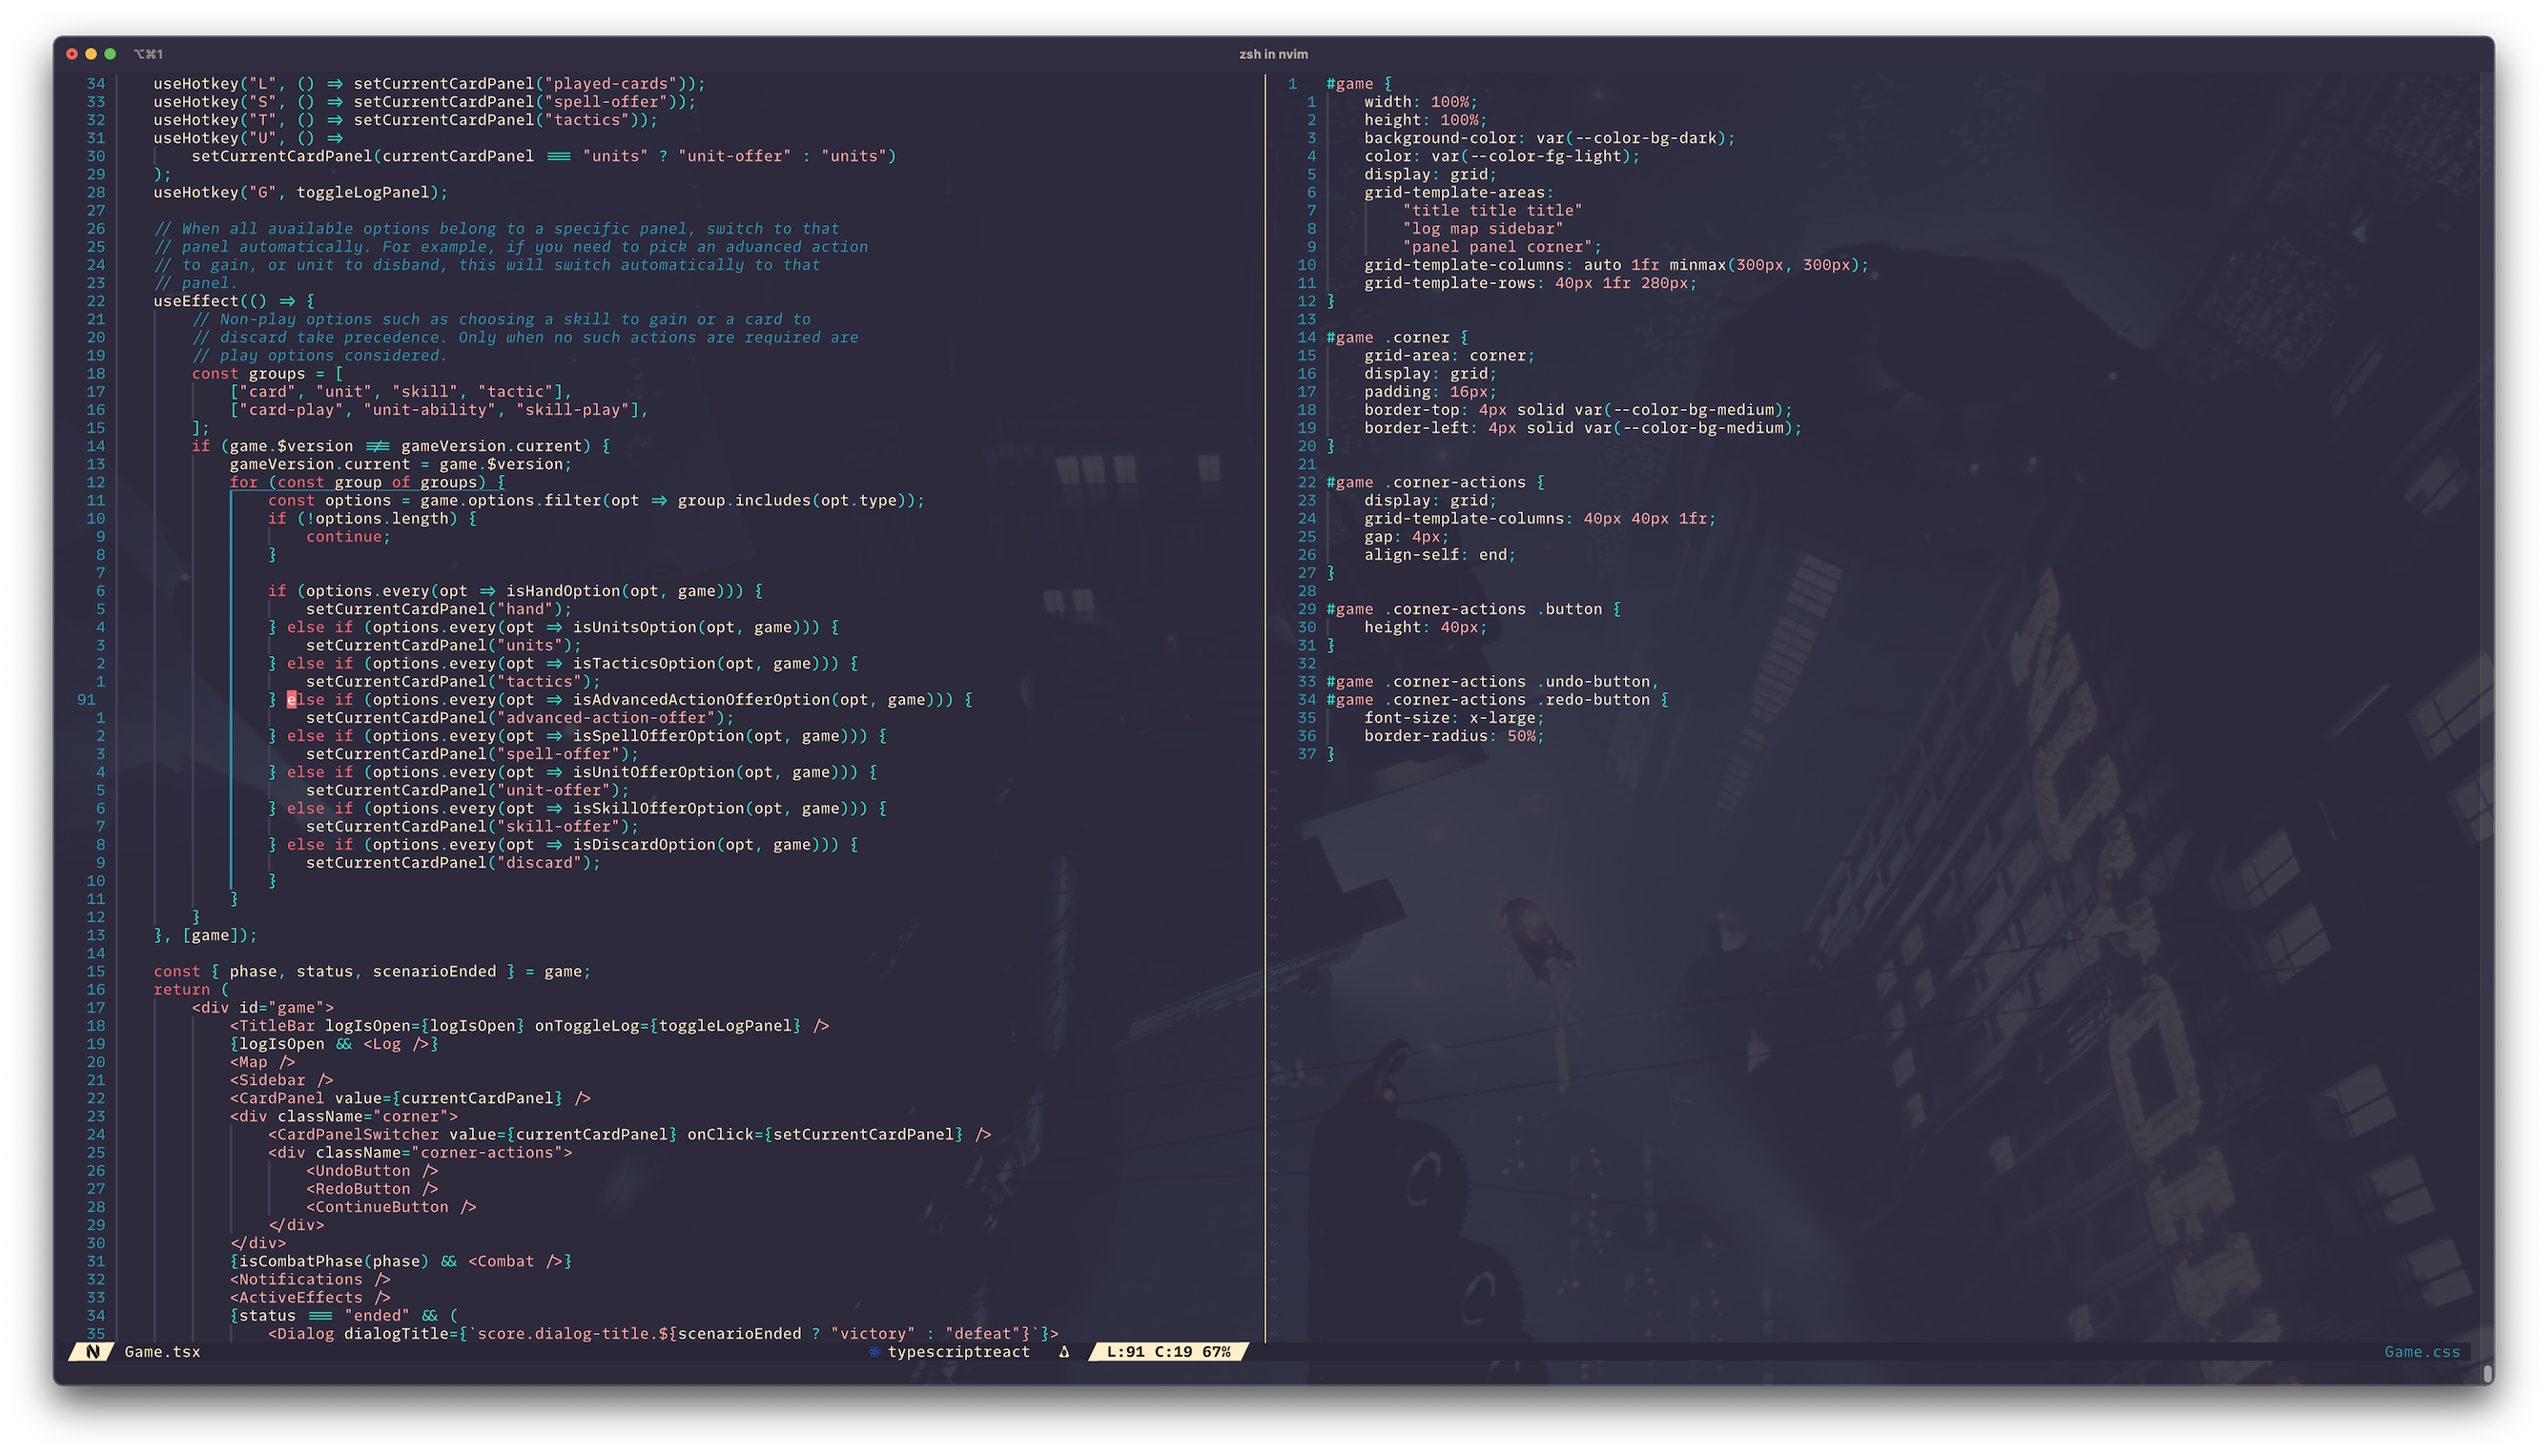 ⌥⌘1
zsh in nvim
34 useHotkey("L", () => setCurrentCardPanel("played-cards"));
33 useHotkey("S", () => setCurrentCardPanel("spell-offer"));
32 useHotkey("T", () => setCurrentCardPanel("tactics"));
31 useHotkey("U", () =>
30 setCurrentCardPanel(currentCardPanel === "units" ? "unit-offer" : "units")
29 );
28 useHotkey("G", toggleLogPanel);
27
26 // When all available options belong to a specific panel, switch to that
25 // panel automatically. For example, if you need to pick an advanced action
24 // to gain, or unit to disband, this will switch automatically to that
23 // panel.
22 useEffect(() => {
21 // Non-play options such as choosing a skill to gain or a card to
20 // discard take precedence. Only when no such actions are required are
19 // play options considered.
18 const groups = [
17 ["card", "unit", "skill", "tactic"],
16 ["card-play", "unit-ability", "skill-play"],
15 ];
14 if (game.$version !== gameVersion.current) {
13 gameVersion.current = game.$version;
12 for (const group of groups) {
11 const options = game.options.filter(opt => group.includes(opt.type));
10 if (!options.length) {
9 continue;
8 }
7
6 if (options.every(opt => isHandOption(opt, game))) {
5 setCurrentCardPanel("hand");
4 } else if (options.every(opt => isUnitsOption(opt, game))) {
3 setCurrentCardPanel("units");
2 } else if (options.every(opt => isTacticsOption(opt, game))) {
1 setCurrentCardPanel("tactics");
91 } else if (options.every(opt => isAdvancedActionOfferOption(opt, game))) {
1 setCurrentCardPanel("advanced-action-offer");
2 } else if (options.every(opt => isSpellOfferOption(opt, game))) {
3 setCurrentCardPanel("spell-offer");
4 } else if (options.every(opt => isUnitOfferOption(opt, game))) {
5 setCurrentCardPanel("unit-offer");
6 } else if (options.every(opt => isSkillOfferOption(opt, game))) {
7 setCurrentCardPanel("skill-offer");
8 } else if (options.every(opt => isDiscardOption(opt, game))) {
9 setCurrentCardPanel("discard");
10 }
11 }
12 }
13 }, [game]);
14
15 const { phase, status, scenarioEnded } = game;
16 return (
17 <div id="game">
18 <TitleBar logIsOpen={logIsOpen} onToggleLog={toggleLogPanel} />
19 {logIsOpen && <Log />}
20 <Map />
21 <Sidebar />
22 <CardPanel value={currentCardPanel} />
23 <div className="corner">
24 <CardPanelSwitcher value={currentCardPanel} onClick={setCurrentCardPanel} />
25 <div className="corner-actions">
26 <UndoButton />
27 <RedoButton />
28 <ContinueButton />
29 </div>
30 </div>
31 {isCombatPhase(phase) && <Combat />}
32 <Notifications />
33 <ActiveEffects />
34 {status === "ended" && (
35 <Dialog dialogTitle={`score.dialog-title.${scenarioEnded ? "victory" : "defeat"}`}>
N Game.tsx typescriptreact L:91 C:19 67%
1 #game {
1 width: 100%;
2 height: 100%;
3 background-color: var(--color-bg-dark);
4 color: var(--color-fg-light);
5 display: grid;
6 grid-template-areas:
7 "title title title"
8 "log map sidebar"
9 "panel panel corner";
10 grid-template-columns: auto 1fr minmax(300px, 300px);
11 grid-template-rows: 40px 1fr 280px;
12 }
13
14 #game .corner {
15 grid-area: corner;
16 display: grid;
17 padding: 16px;
18 border-top: 4px solid var(--color-bg-medium);
19 border-left: 4px solid var(--color-bg-medium);
20 }
21
22 #game .corner-actions {
23 display: grid;
24 grid-template-columns: 40px 40px 1fr;
25 gap: 4px;
26 align-self: end;
27 }
28
29 #game .corner-actions .button {
30 height: 40px;
31 }
32
33 #game .corner-actions .undo-button,
34 #game .corner-actions .redo-button {
35 font-size: x-large;
36 border-radius: 50%;
37 }
Game.css